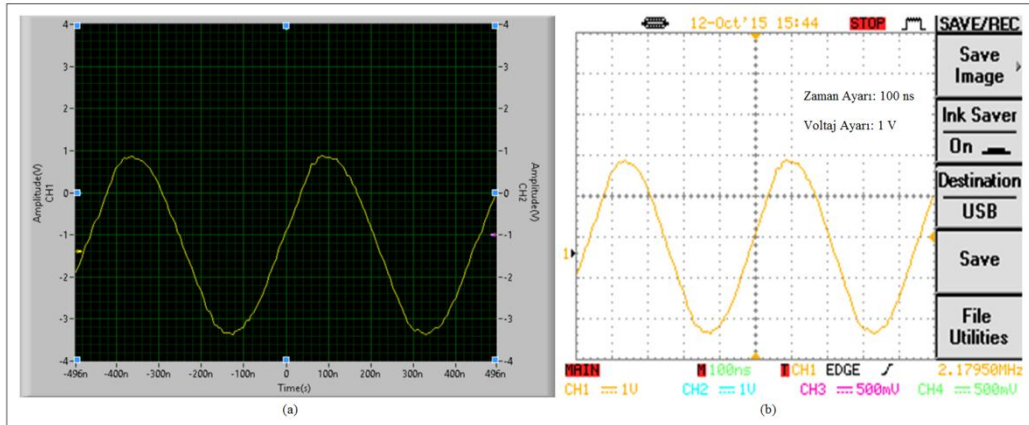 4
3
2
1
0
-1
-2
-3
-4
Amplitude(V)
CH1
-496n -400n -300n -200n -100n 0 100n 200n 300n 400n 496n
Time(s)
4
3
2
1
0
-1
-2
-3
-4
Amplitude(V)
CH2
(a)
12-Oct'15 15:44 STOP
Zaman Ayarı: 100 ns
Voltaj Ayarı: 1 V
1
SAVE/REC
Save
Image
Ink Saver
On
Destination
USB
Save
File
Utilities
MAIN M 100ns T CH1 EDGE 2.17950MHz
CH1 1V CH2 1V CH3 500mV CH4 500mV
(b)